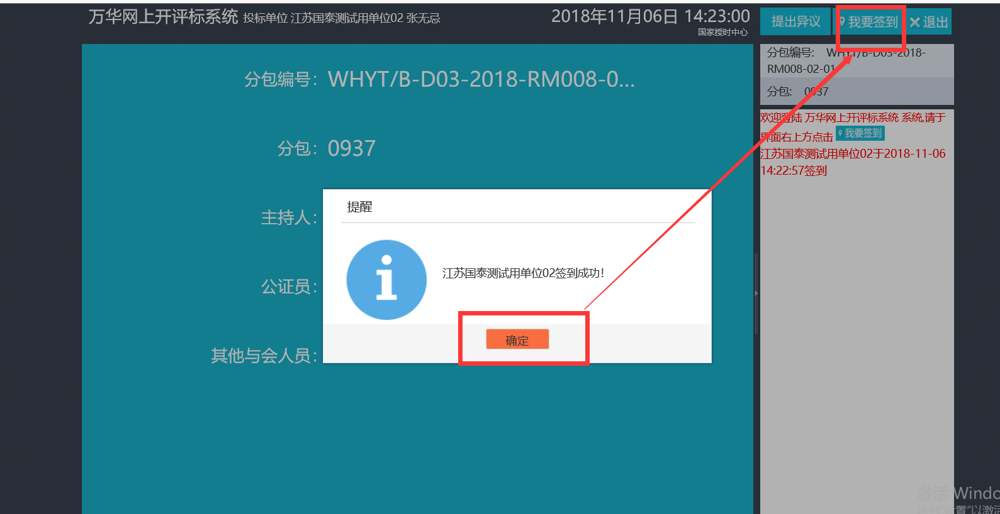 万华网上开评标系统 投标单位 江苏国泰测试用单位02 张无忌
2018年11月06日 14:23:00
国家授时中心
提出异议
我要签到
退出
分包编号: WHYT/B-D03-2018-
RM008-02-01
分包: 0937
欢迎登陆 万华网上开评标系统 系统,请于
界面右上方点击 我要签到
江苏国泰测试用单位02于2018-11-06
14:22:57签到
分包编号: WHYT/B-D03-2018-RM008-0...
分包: 0937
主持人:
公证员:
其他与会人员:
提醒
江苏国泰测试用单位02签到成功！
确定
激活 Windo
转到"设置"以激活